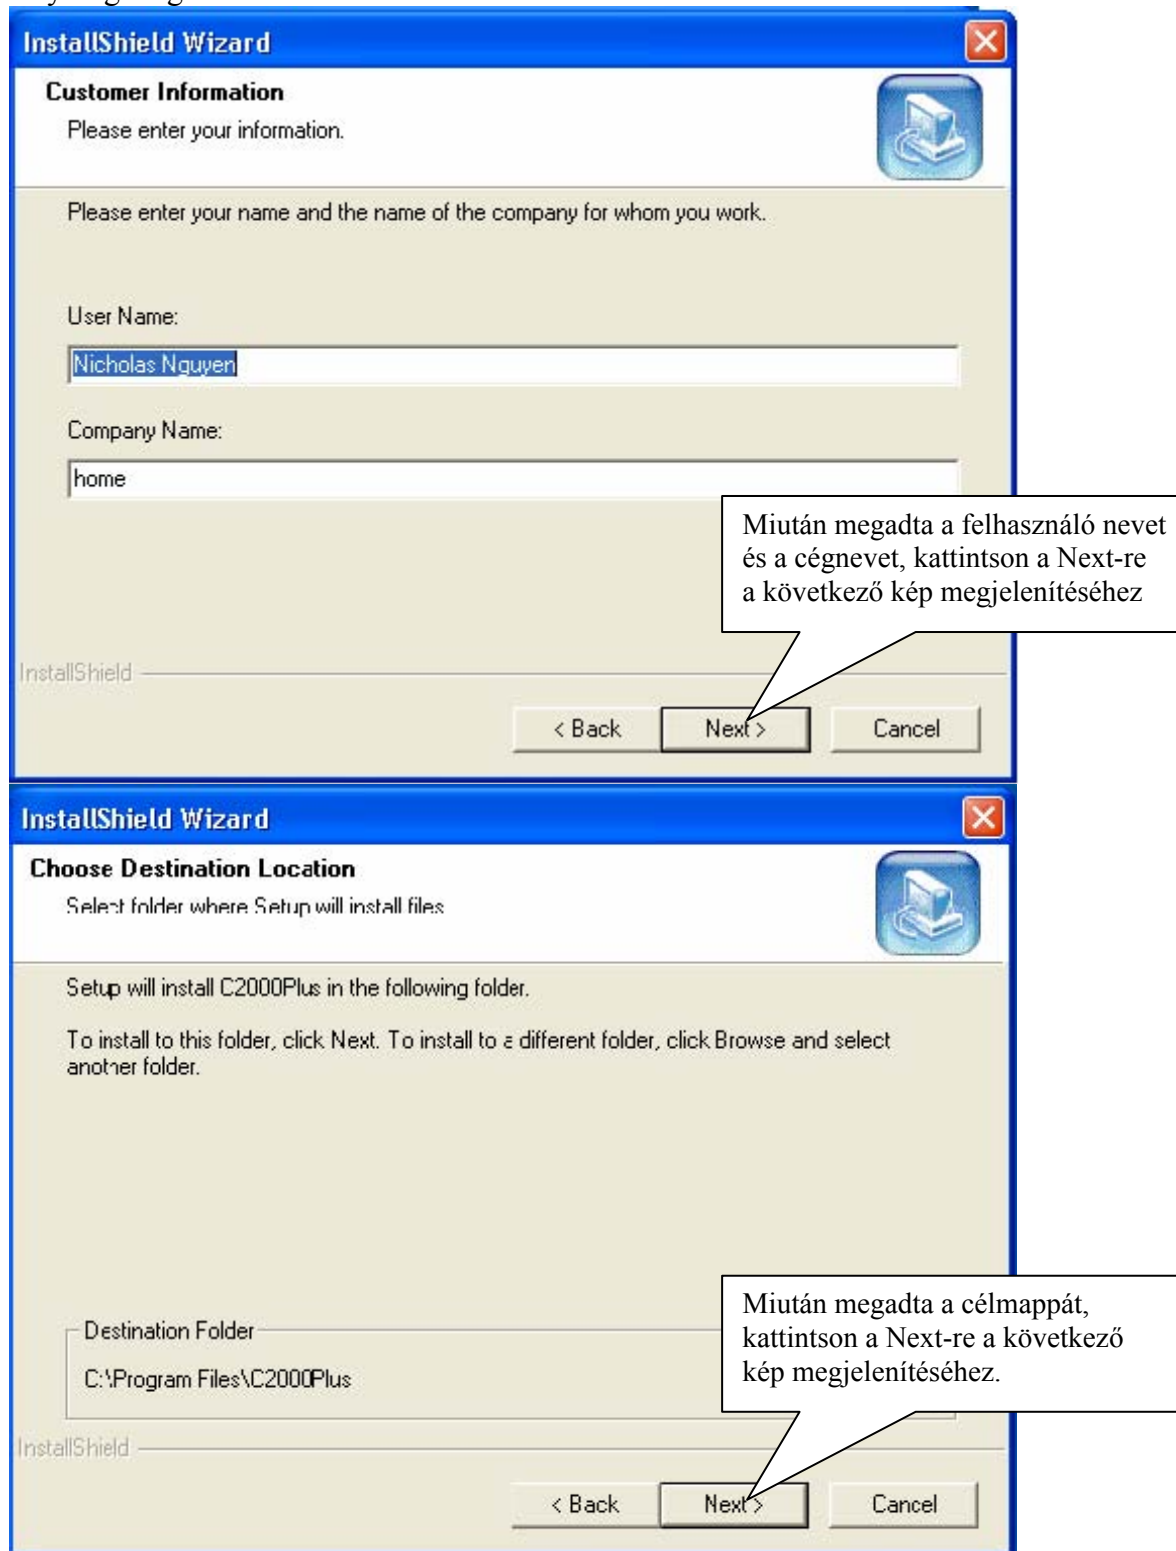 InstallShield Wizard
Customer Information
Please enter your information.
Please enter your name and the name of the company for whom you work.
User Name:
Nicholas Nguyen
Company Name:
home
Miután megadta a felhasználó nevet
és a cégnevet, kattintson a Next-re
a következő kép megjelenítéséhez
InstallShield
< Back Next > Cancel
InstallShield Wizard
Choose Destination Location
Select folder where Setup will install files
Setup will install C2000Plus in the following folder.
To install to this folder, click Next. To install to a different folder, click Browse and select
another folder.
Miután megadta a célmappát,
kattintson a Next-re a következő
kép megjelenítéséhez.
Destination Folder
C:\Program Files\C2000Plus
InstallShield
< Back Next > Cancel